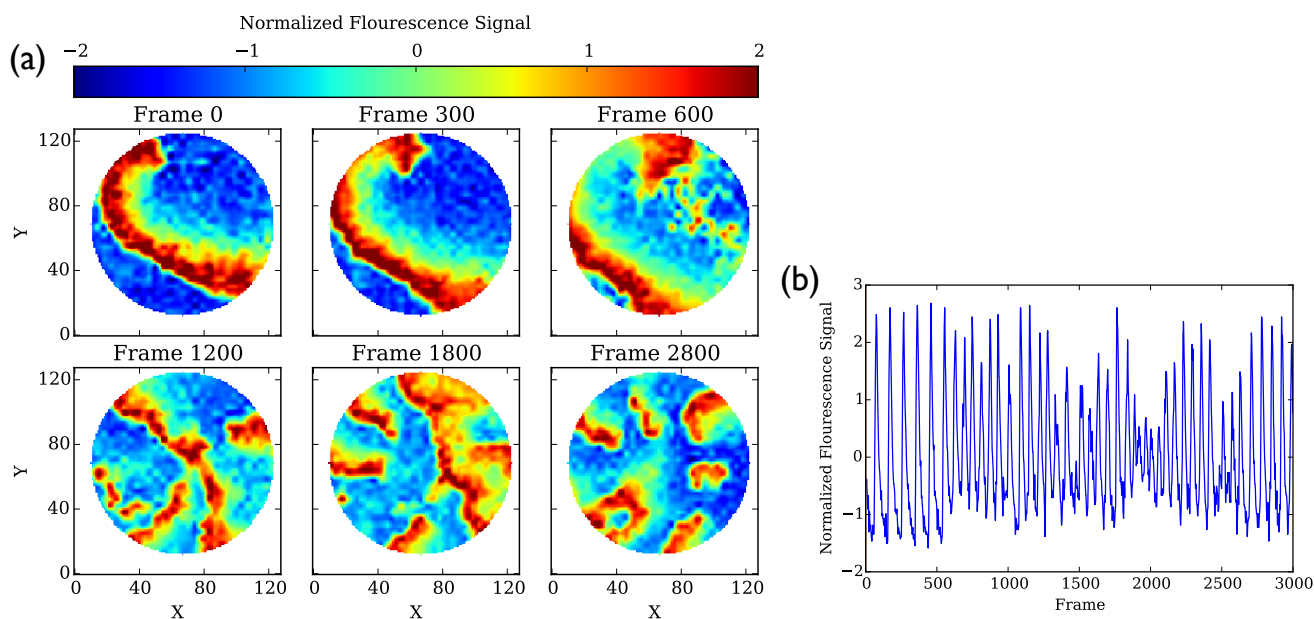 Normalized Flourescence Signal
(a)
−2 −1 0 1 2
Frame 0 Frame 300 Frame 600
120
80
Y
40
0
Frame 1200 Frame 1800 Frame 2800
120
80
Y
40
0
0 40 80 120 0 40 80 120 0 40 80 120
X X X
(b)
Normalized Flourescence Signal
3
2
1
0
−1
−2
0 500 1000 1500 2000 2500 3000
Frame